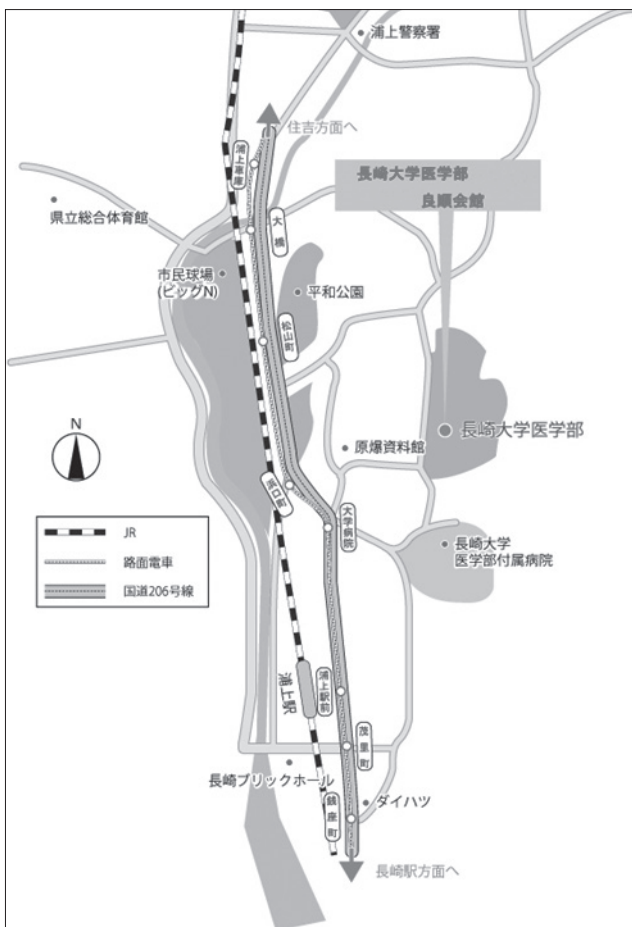 浦上警察署
住吉方面へ
浦上車庫
長崎大学医学部
良順会館
県立総合体育館
大橋
市民球場
(ビッグN)
平和公園
松山町
N
原爆資料館
長崎大学医学部
浜口町
大学病院
JR
路面電車
国道206号線
長崎大学
医学部付属病院
浦上駅
浦上駅前
茂里町
長崎ブリックホール
銭座町
ダイハツ
長崎駅方面へ